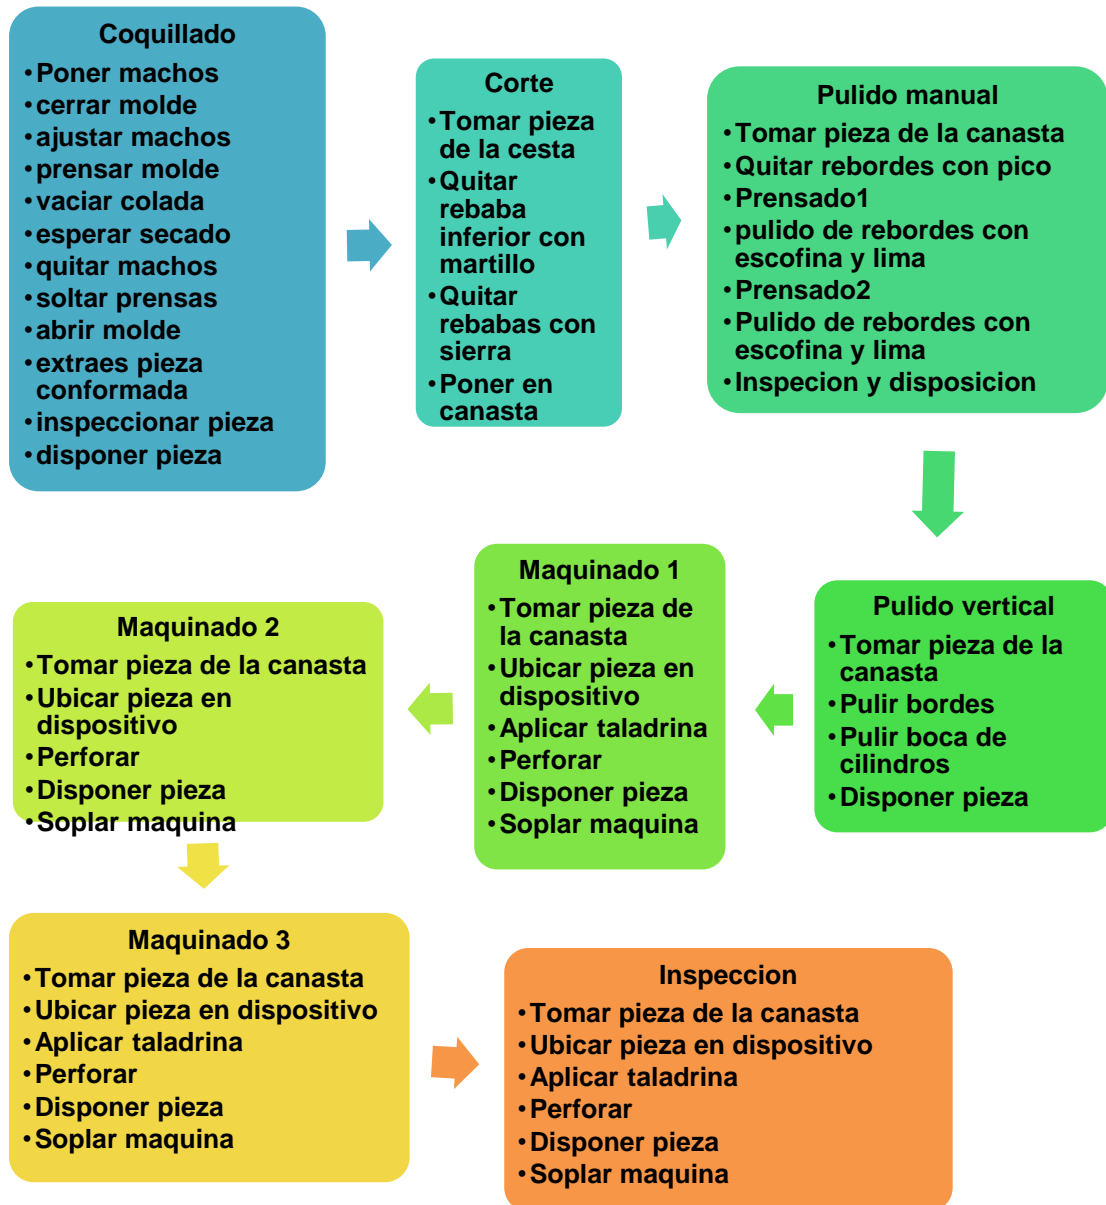 Coquillado
•Poner machos
•cerrar molde
•ajustar machos
•prensar molde
•vaciar colada
•esperar secado
•quitar machos
•soltar prensas
•abrir molde
•extraes pieza
conformada
•inspeccionar pieza
•disponer pieza
Corte
•Tomar pieza
de la cesta
•Quitar
rebaba
inferior con
martillo
•Quitar
rebabas con
sierra
•Poner en
canasta
Pulido manual
•Tomar pieza de la canasta
•Quitar rebordes con pico
•Prensado1
•pulido de rebordes con
escofina y lima
•Prensado2
•Pulido de rebordes con
escofina y lima
•Inspecion y disposicion
Pulido vertical
•Tomar pieza de la
canasta
•Pulir bordes
•Pulir boca de
cilindros
•Disponer pieza
Maquinado 1
•Tomar pieza de
la canasta
•Ubicar pieza en
dispositivo
•Aplicar taladrina
•Perforar
•Disponer pieza
•Soplar maquina
Maquinado 2
•Tomar pieza de la canasta
•Ubicar pieza en
dispositivo
•Perforar
•Disponer pieza
•Soplar maquina
Maquinado 3
•Tomar pieza de la canasta
•Ubicar pieza en dispositivo
•Aplicar taladrina
•Perforar
•Disponer pieza
•Soplar maquina
Inspeccion
•Tomar pieza de la canasta
•Ubicar pieza en dispositivo
•Aplicar taladrina
•Perforar
•Disponer pieza
•Soplar maquina